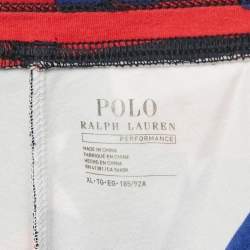 POLO
RALPH LAUREN
PERFORMANCE
MADE IN CHINA
FABRIQUÉ EN CHINE
HECHO EN CHINA
XL·TG·EG·185/92A